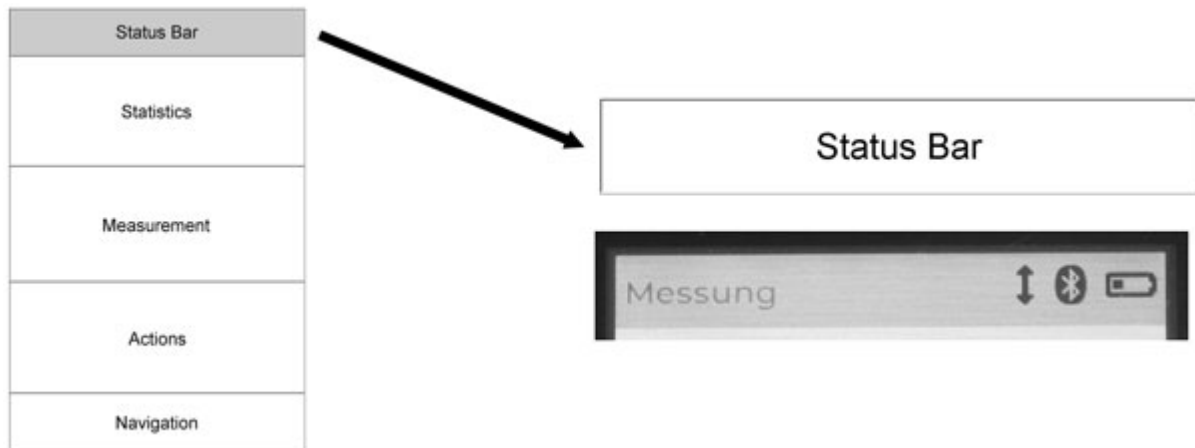 Status Bar
Statistics
Measurement
Actions
Navigation
Status Bar
Messung